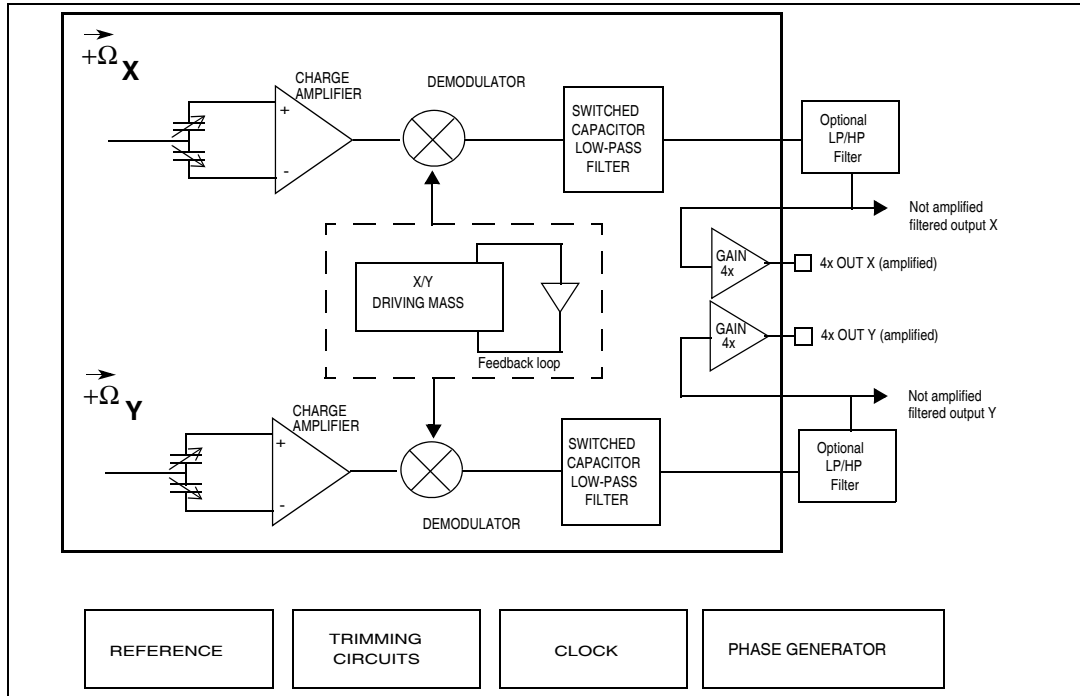 +Ω X
CHARGE
AMPLIFIER
+
-
DEMODULATOR
SWITCHED
CAPACITOR
LOW-PASS
FILTER
Optional
LP/HP
Filter
Not amplified
filtered output X
GAIN
4x
4x OUT X (amplified)
X/Y
DRIVING MASS
Feedback loop
GAIN
4x
4x OUT Y (amplified)
Not amplified
filtered output Y
+Ω Y
CHARGE
AMPLIFIER
+
-
DEMODULATOR
SWITCHED
CAPACITOR
LOW-PASS
FILTER
Optional
LP/HP
Filter
REFERENCE
TRIMMING
CIRCUITS
CLOCK
PHASE GENERATOR